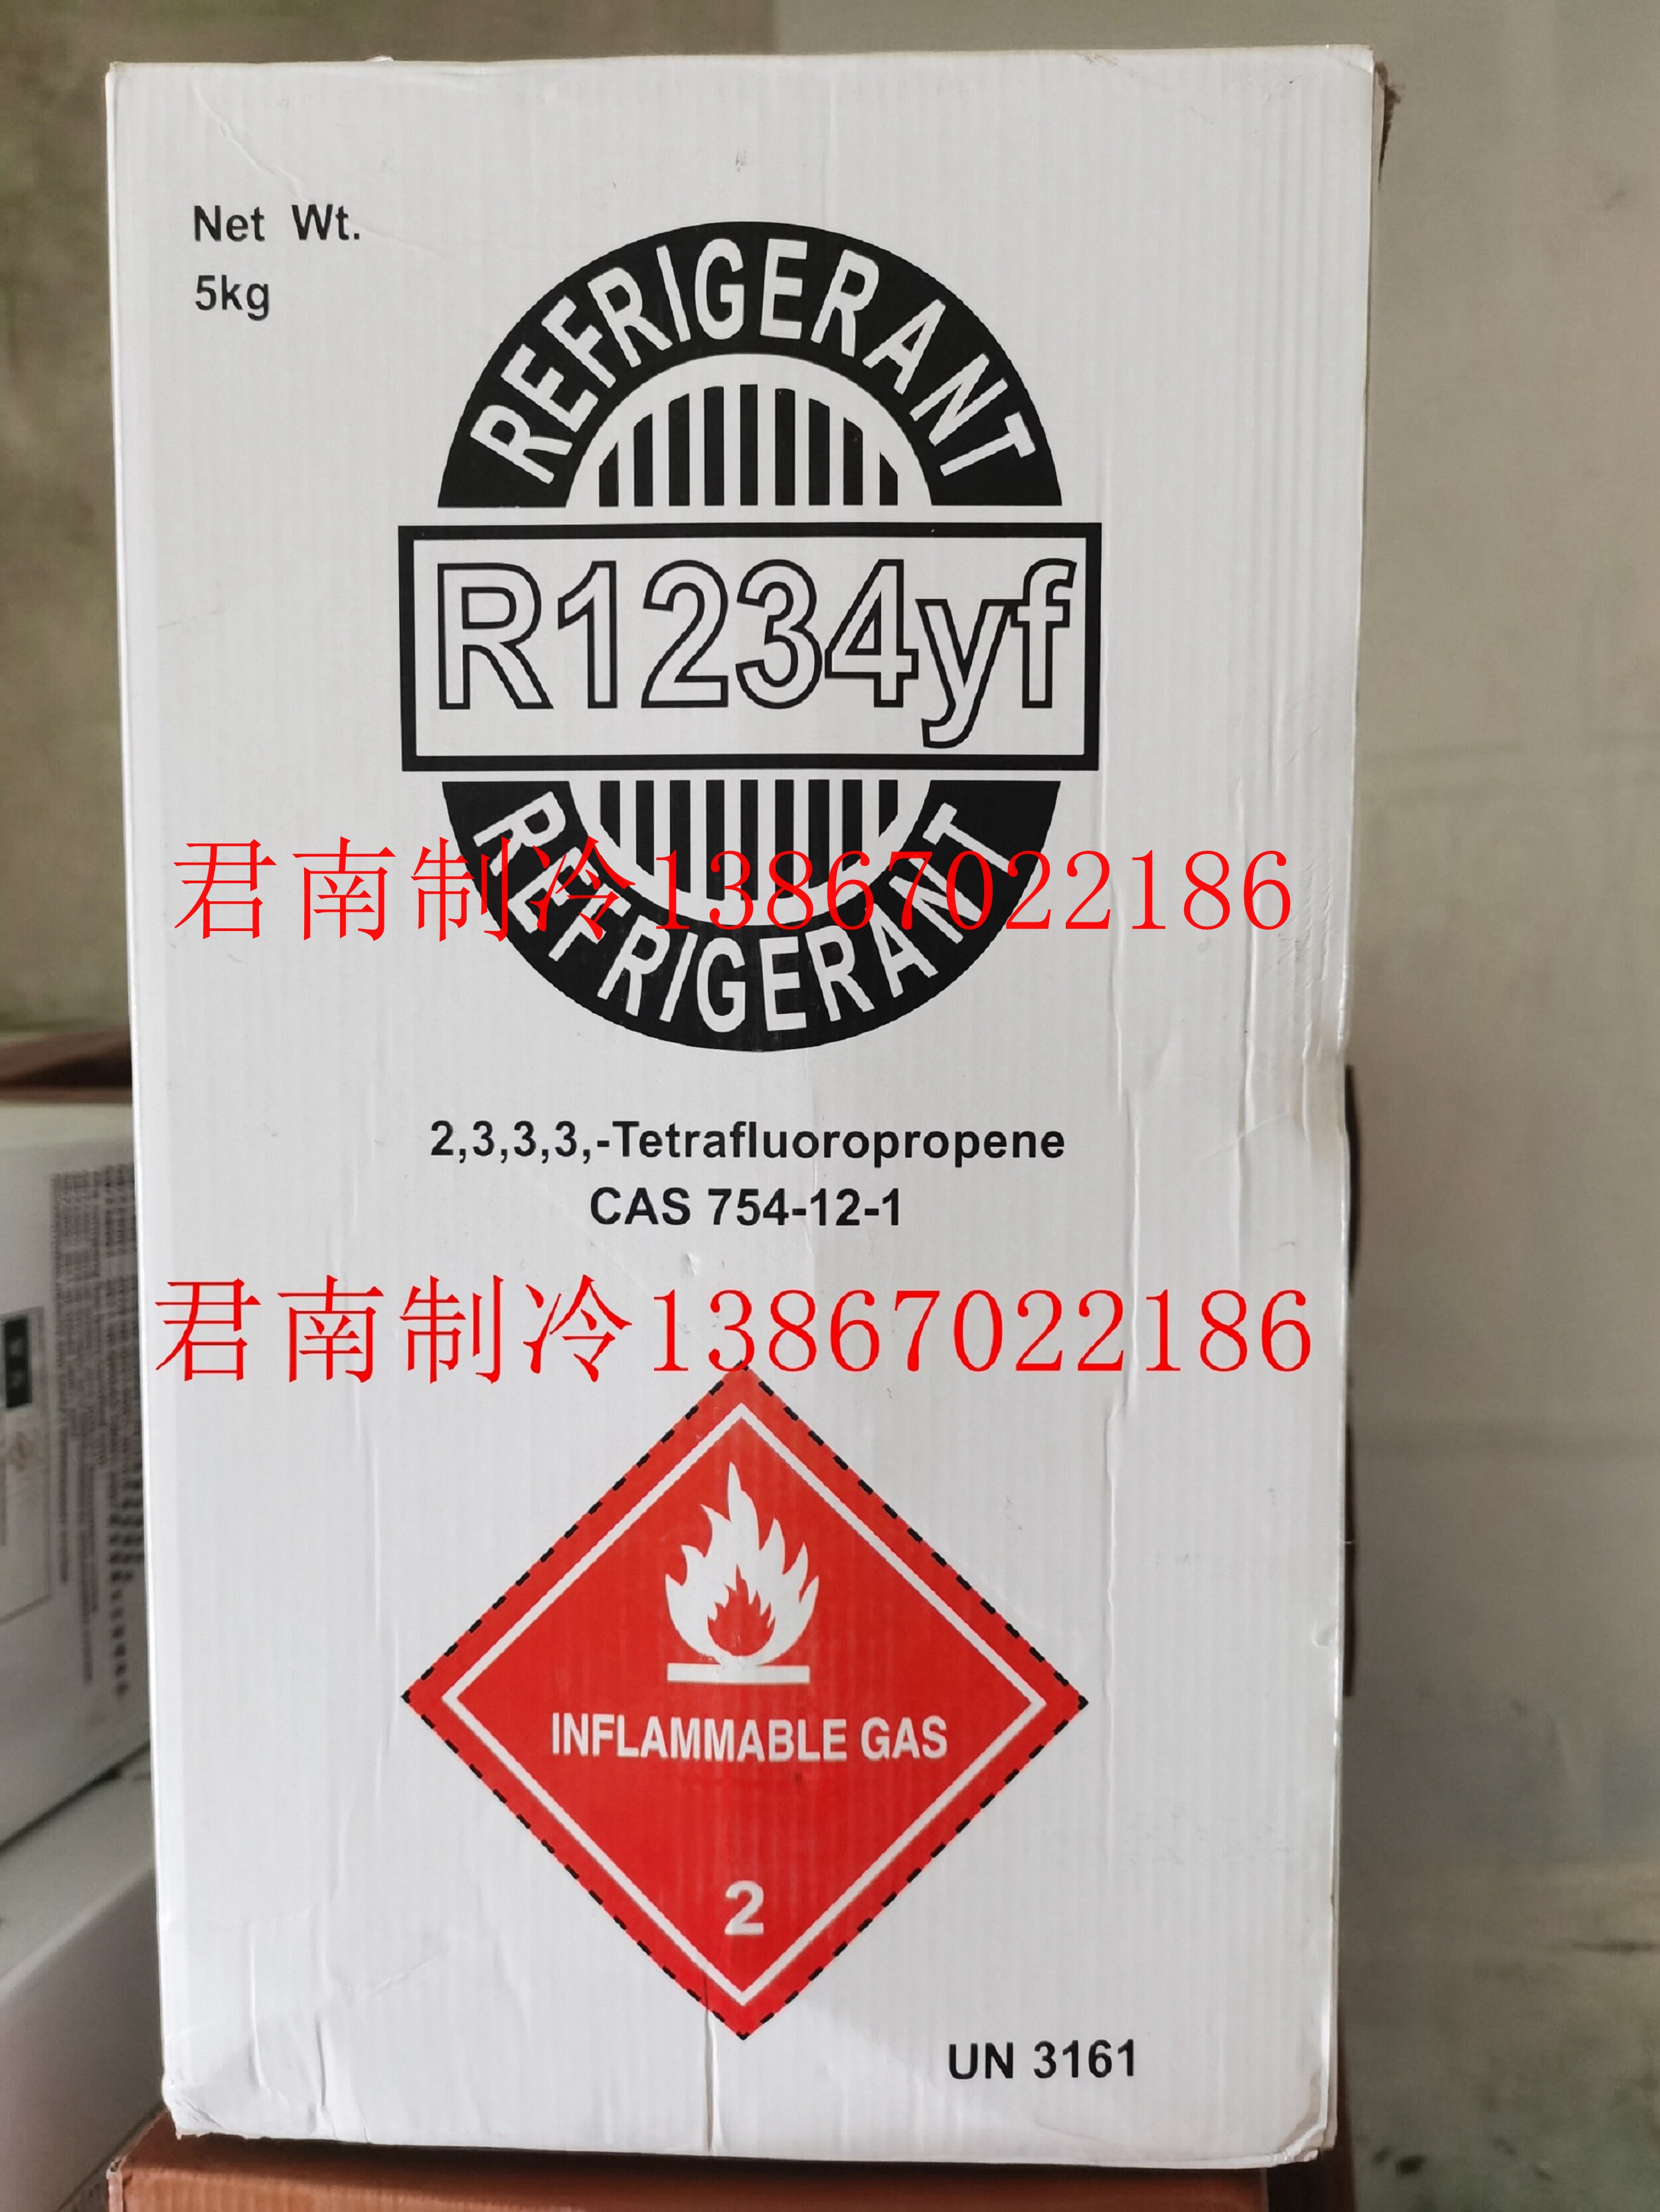 Net Wt.
5kg
REFRIGERANT
R1234yf
REFRIGERANT
君南制冷13867022186
2,3,3,3,-Tetrafluoropropene
CAS 754-12-1
君南制冷13867022186
INFLAMMABLE GAS
2
UN 3161